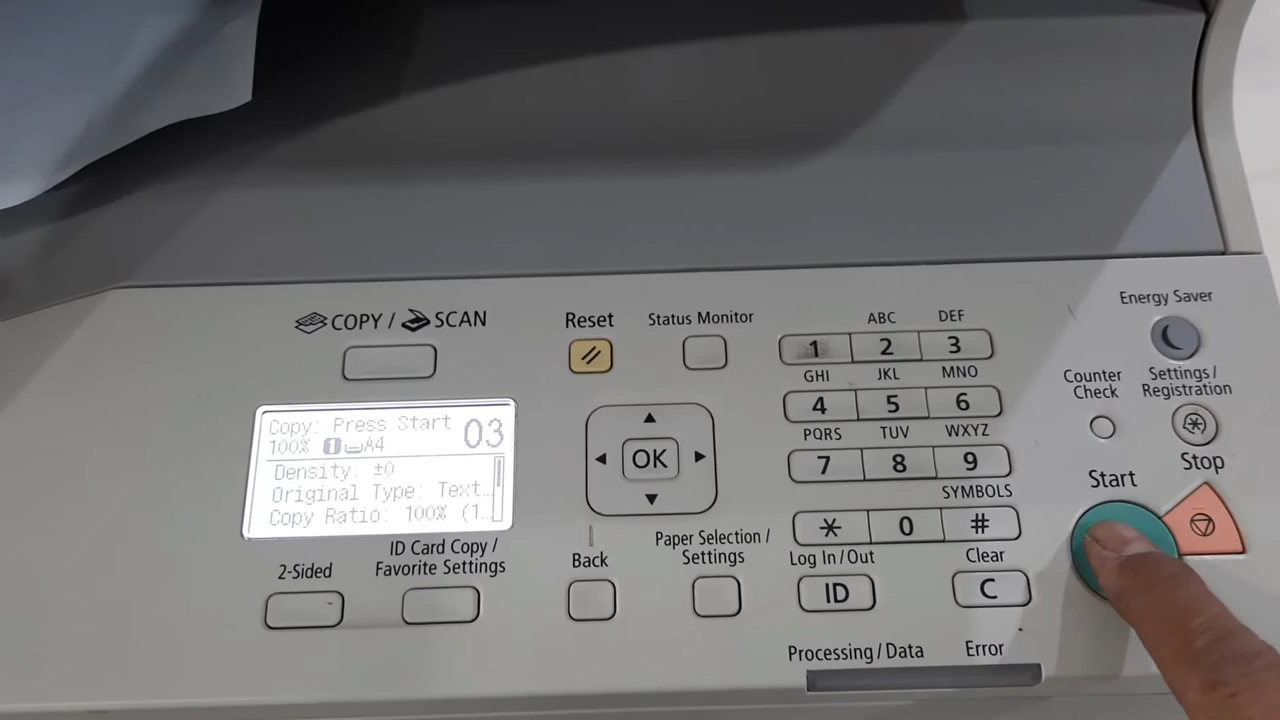 COPY / SCAN
Reset
Status Monitor
Copy: Press Start
03
100% 1 A4
Density: ±0
Original Type: Text...
Copy Ratio: 100% (1...
2-Sided
ID Card Copy /
Favorite Settings
OK
Back
Paper Selection /
Settings
ABC
DEF
1
2
3
GHI
JKL
MNO
4
5
6
PQRS
TUV
WXYZ
7
8
9
SYMBOLS
*
0
#
Log In/Out
Clear
ID
C
Processing/Data
Error
Energy Saver
Counter
Check
Settings/
Registration
Start
Stop